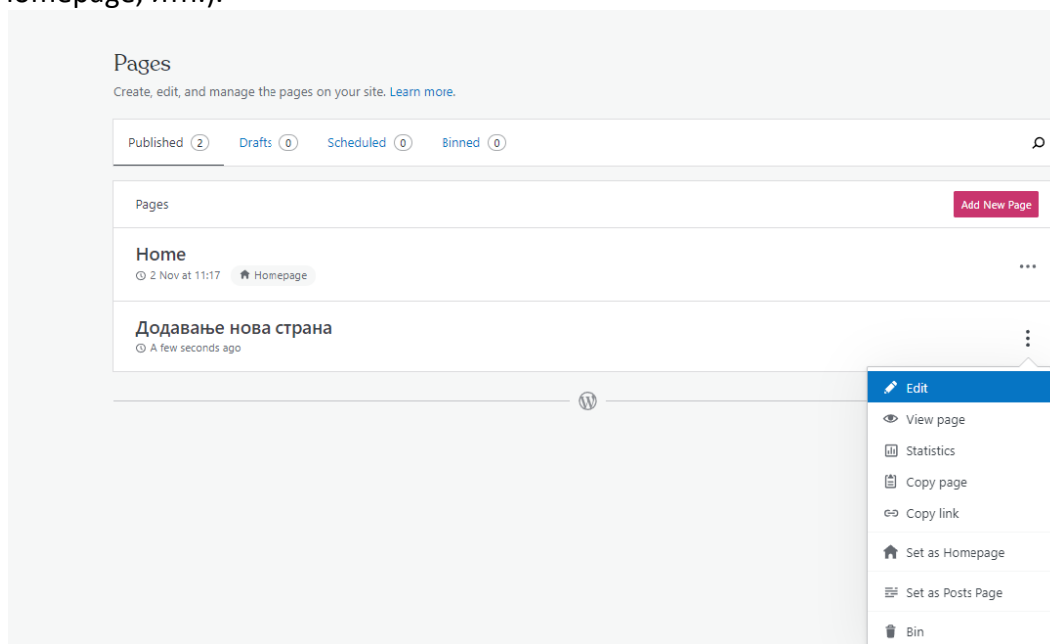 Homepage, итн.).
Pages
Create, edit, and manage the pages on your site. Learn more.
Published 2 Drafts 0 Scheduled 0 Binned 0
Pages Add New Page
Home
2 Nov at 11:17 Homepage
Додавање нова страна
A few seconds ago
Edit
View page
Statistics
Copy page
Copy link
Set as Homepage
Set as Posts Page
Bin